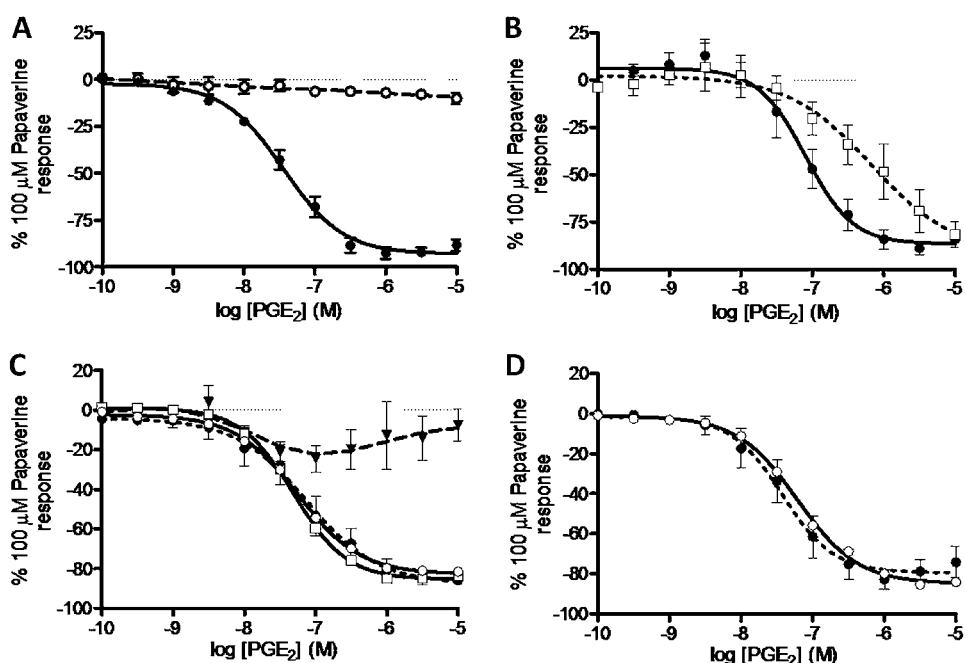 A
25
0
-25
-50
-75
-100
% 100 µM Papaverine
response
-10 -9 -8 -7 -6 -5
log [PGE₂] (M)
B
25
0
-25
-50
-75
-100
% 100 µM Papaverine
response
-10 -9 -8 -7 -6 -5
log [PGE₂] (M)
C
20
0
-20
-40
-60
-80
-100
% 100 µM Papaverine
response
-10 -9 -8 -7 -6 -5
log [PGE₂] (M)
D
20
0
-20
-40
-60
-80
-100
% 100 µM Papaverine
response
-10 -9 -8 -7 -6 -5
log [PGE₂] (M)